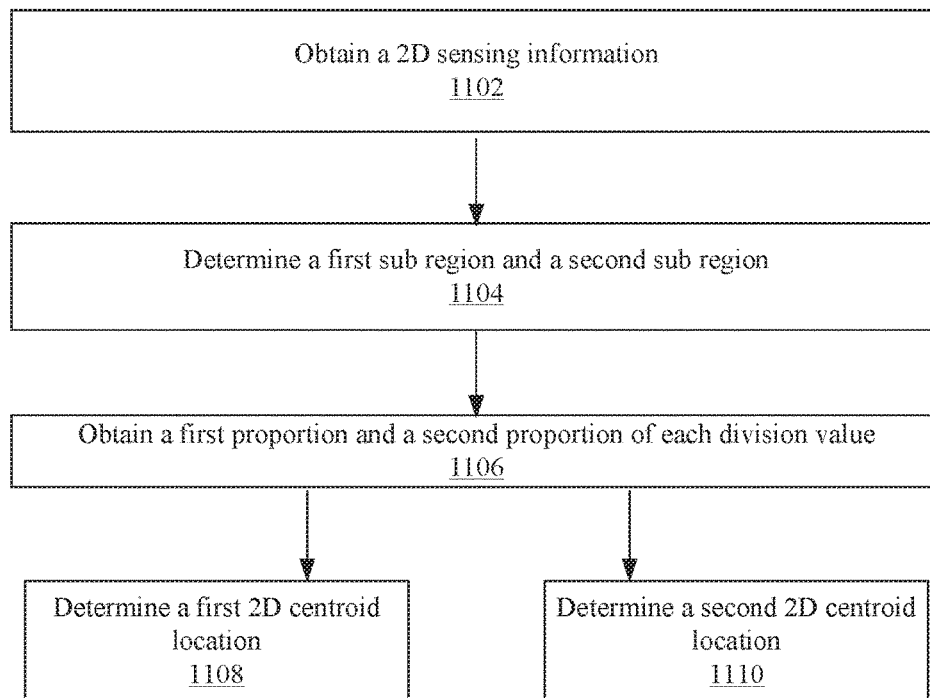 Obtain a 2D sensing information
1102
Determine a first sub region and a second sub region
1104
Obtain a first proportion and a second proportion of each division value
1106
Determine a first 2D centroid
location
1108
Determine a second 2D centroid
location
1110